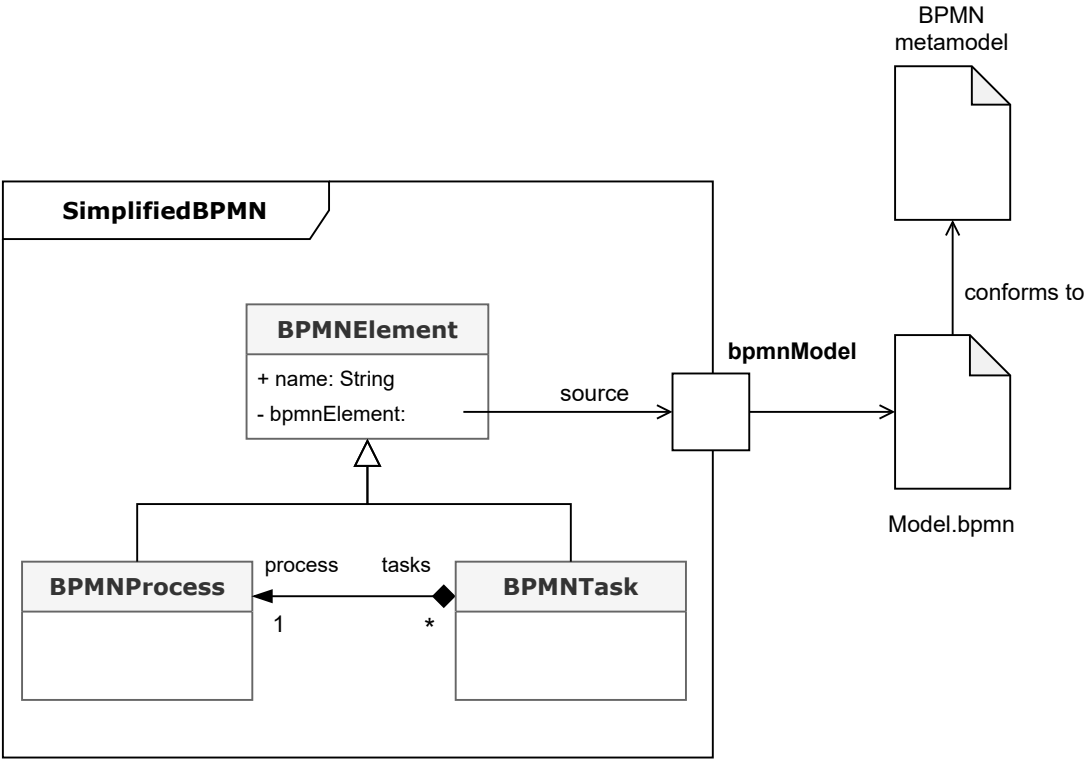 BPMN
metamodel
SimplifiedBPMN
conforms to
BPMNElement
bpmnModel
+ name: String
source
- bpmnElement:
Model.bpmn
process
tasks
BPMNProcess
BPMNTask
1
*